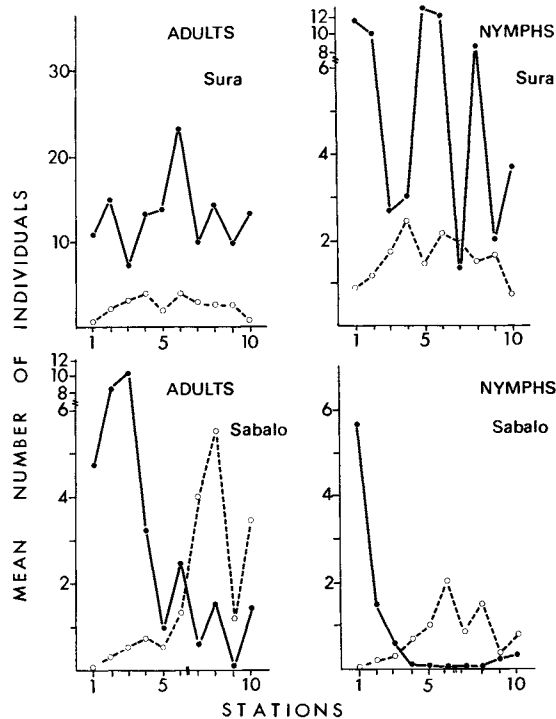 ADULTS
Sura
30
20
10
1 5 10
NYMPHS
Sura
12
10
8
6
4
2
1 5 10
ADULTS
Sabalo
12
10
8
6
4
2
1 5 10
NYMPHS
Sabalo
6
4
2
1 5 10
MEAN NUMBER OF INDIVIDUALS
STATIONS